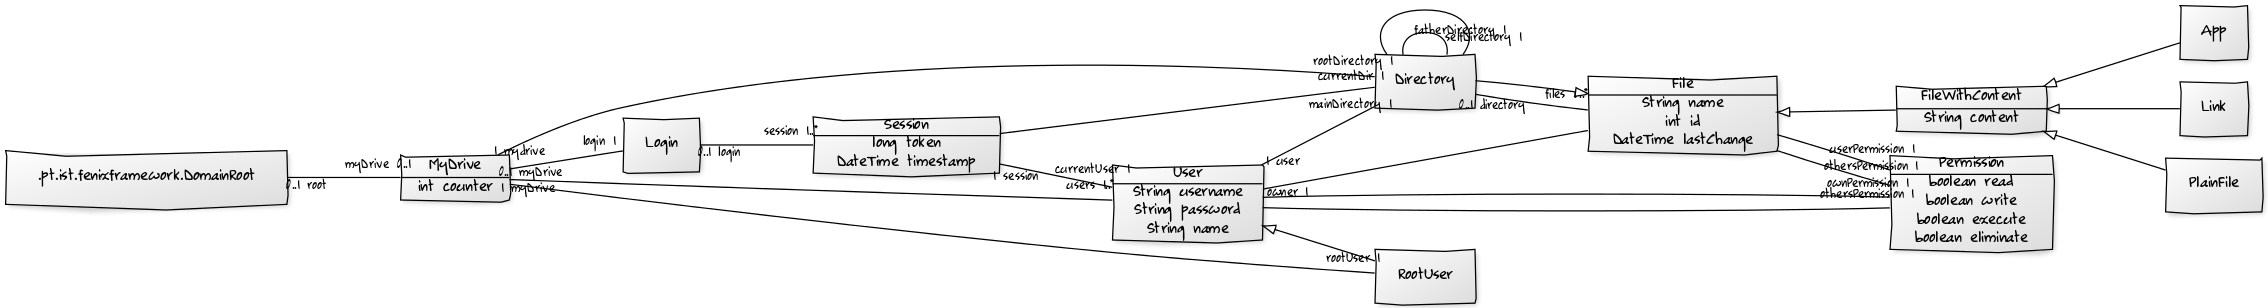 .pt.ist.fenixframework.DomainRoot
0..1 root
myDrive 0..1
MyDrive
int counter
1 myDrive
0..1 myDrive
1 myDrive
login 1
Login
0..1 login
session 1..*
Session
long token
DateTime timestamp
1 session
currentUser 1
users 1..*
User
String username
String password
String name
1 user
owner 1
rootUser 1
RootUser
fatherDirectory 1
selfDirectory 1
rootDirectory 1
currentDir 1
mainDirectory 1
Directory
0..1 directory
files
File
String name
int id
DateTime lastChange
userPermission 1
othersPermission 1
ownPermission 1
othersPermission 1
Permission
boolean read
boolean write
boolean execute
boolean eliminate
FileWithContent
String content
App
Link
PlainFile